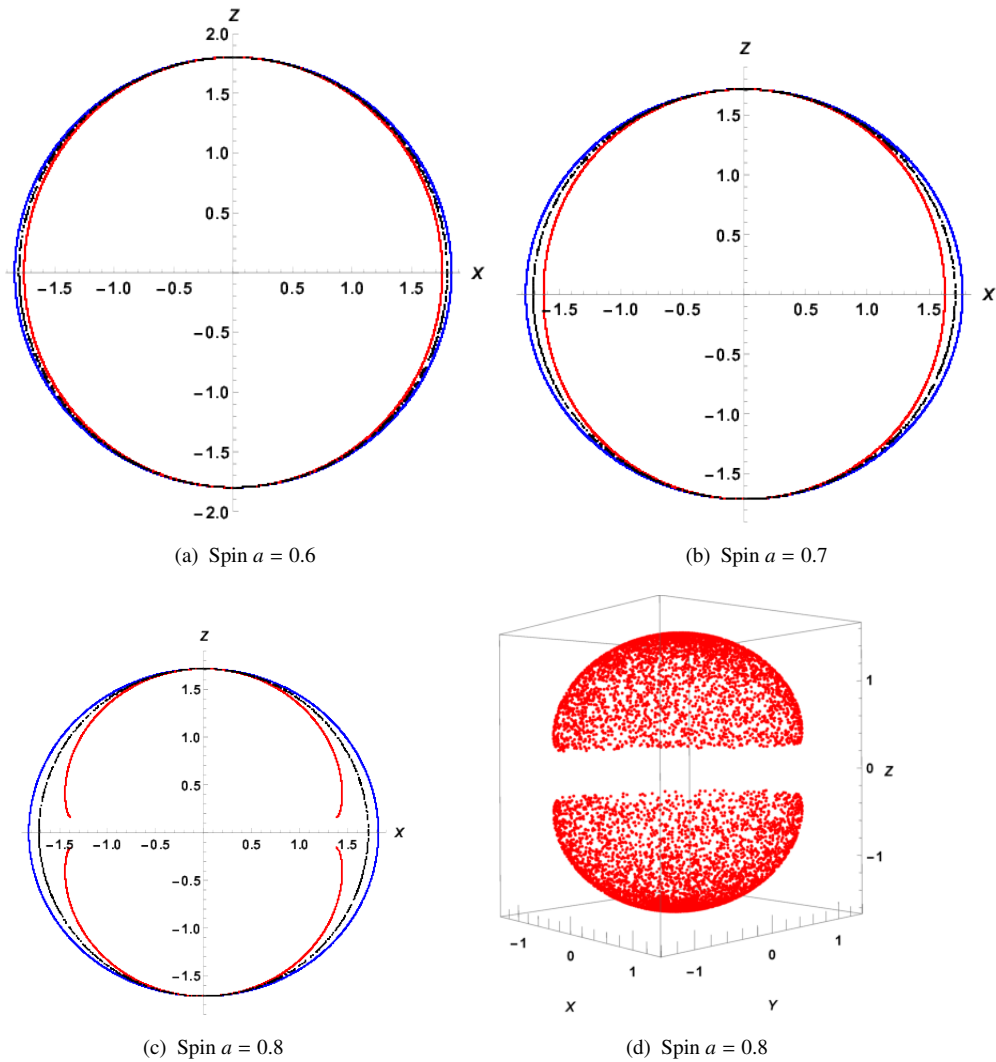 Z
2.0
1.5
1.0
0.5
−1.5 −1.0 −0.5 0.5 1.0 1.5 X
−0.5
−1.0
−1.5
−2.0
(a) Spin a = 0.6
Z
1.5
1.0
0.5
−1.5 −1.0 −0.5 0.5 1.0 1.5 X
−0.5
−1.0
−1.5
(b) Spin a = 0.7
Z
1.5
1.0
0.5
−1.5 −1.0 −0.5 0.5 1.0 1.5 X
−0.5
−1.0
−1.5
(c) Spin a = 0.8
1
0 Z
−1
−1 0 1 −1 0 1
X Y
(d) Spin a = 0.8